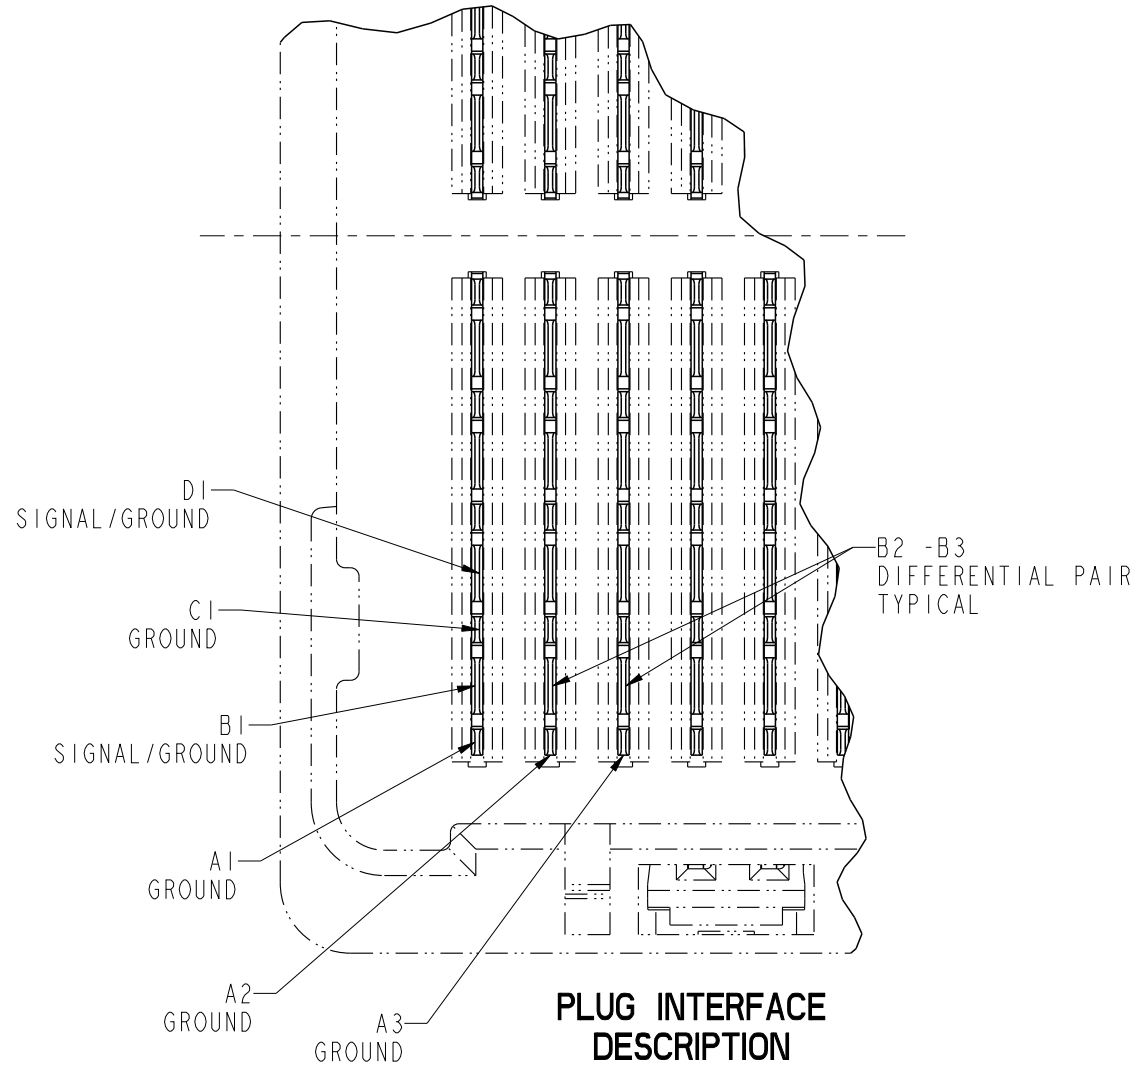 D1
SIGNAL/GROUND
B2 -B3
DIFFERENTIAL PAIR
TYPICAL
C1
GROUND
B1
SIGNAL/GROUND
A1
GROUND
A2
GROUND
A3
GROUND
PLUG INTERFACE
DESCRIPTION